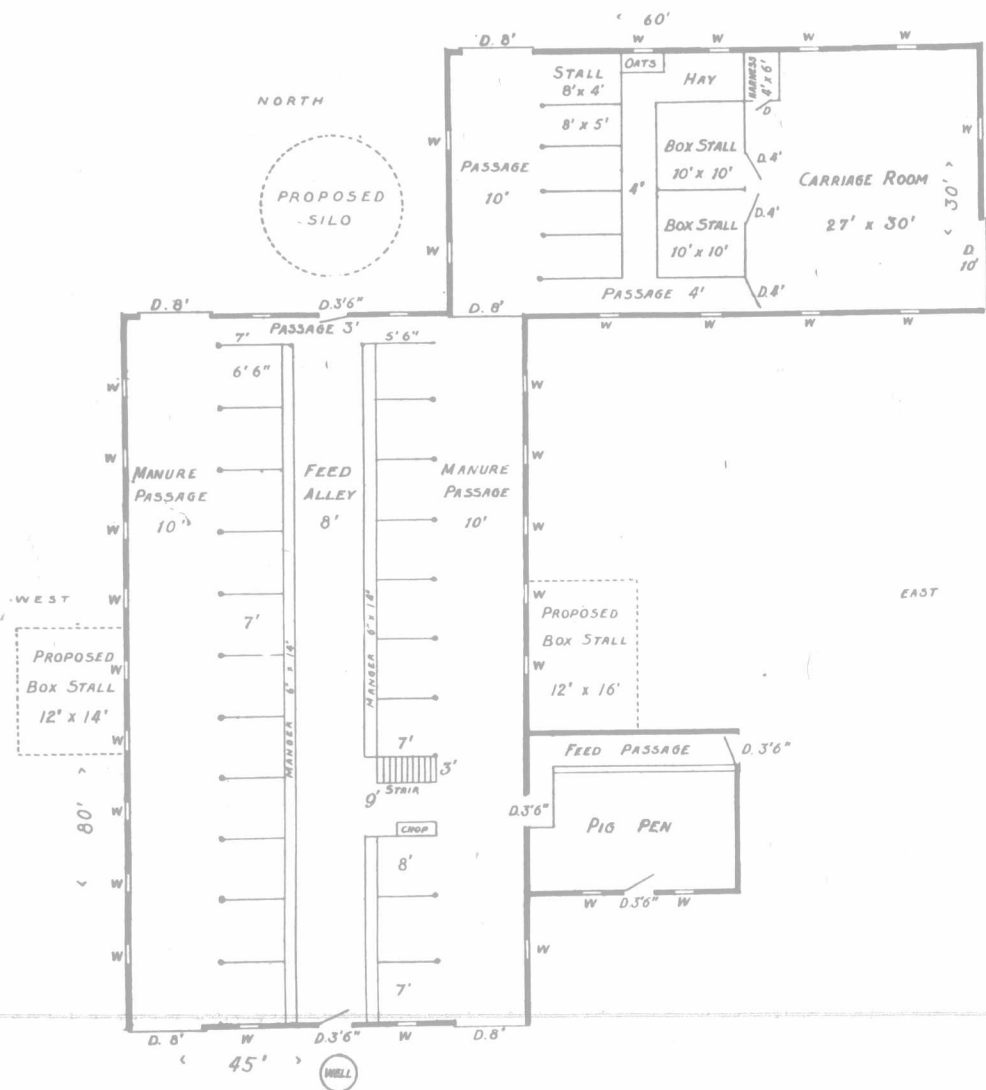 60'
W
W
W
W
D. 8'
OATS
HAY
HARNESS
4' x 6'
D
STALL
8' x 4'
8' x 5'
NORTH
W
W
PASSAGE
10'
4'
BOX STALL
10' x 10'
D.4'
BOX STALL
10' x 10'
D.4'
CARRIAGE ROOM
27' x 30'
30'
W
D.
10'
PROPOSED
SILO
W
PASSAGE 4'
D.4'
D. 8'
D.3'6"
D. 8'
W
W
W
W
PASSAGE 3'
7'
5'6"
6'6"
W
W
W
W
W
W
W
W
W
W
W
W
W
W
MANURE
PASSAGE
10'
FEED
ALLEY
8'
MANURE
PASSAGE
10'
WEST
EAST
7'
MANGER 6" x 14'
MANGER 6" x 14'
PROPOSED
BOX STALL
12' x 14'
PROPOSED
BOX STALL
12' x 16'
7'
3'
STAIR
9'
FEED PASSAGE
D. 3'6"
80'
CHOP
8'
D.3'6"
PIG PEN
W
D.3'6"
W
W
7'
D. 8'
W
D.3'6"
W
D. 8'
45'
WELL